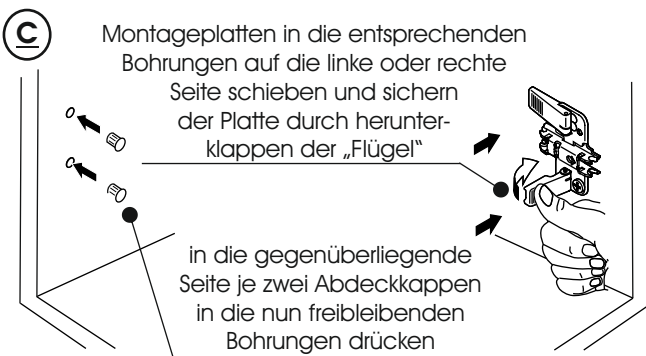 C
Montageplatten in die entsprechenden
Bohrungen auf die linke oder rechte
Seite schieben und sichern
der Platte durch herunter-
klappen der „Flügel“
in die gegenüberliegende
Seite je zwei Abdeckkappen
in die nun freibleibenden
Bohrungen drücken